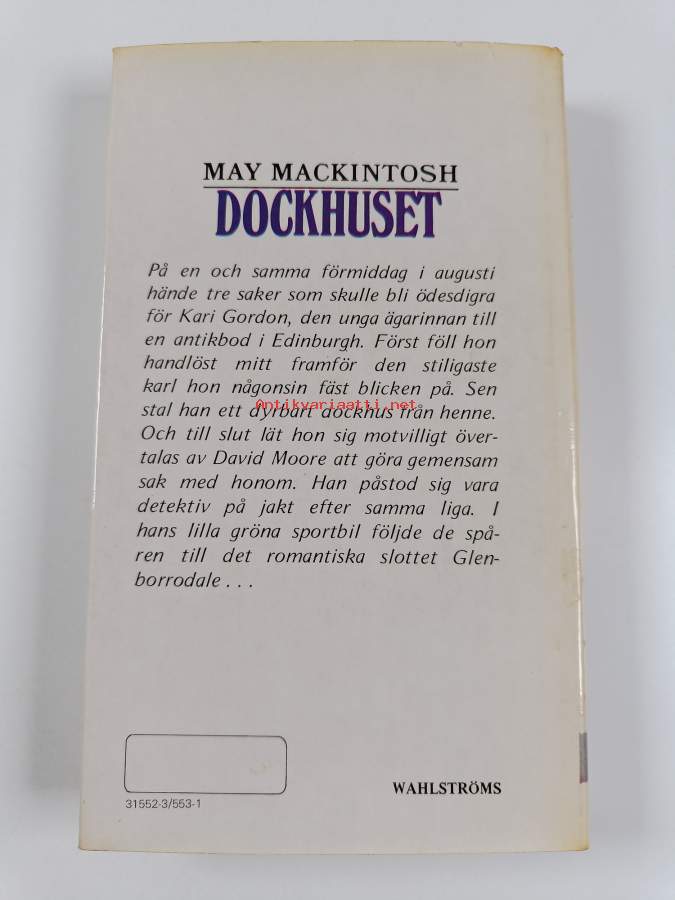 MAY MACKINTOSH
DOCKHUSET
På en och samma förmiddag i augusti
hände tre saker som skulle bli ödesdigra
för Kari Gordon, den unga ägarinnan till
en antikbod i Edinburgh. Först föll hon
handlöst mitt framför den stiligaste
karl hon någonsin fäst blicken på. Sen
Antikvariaatti.net
stal han ett dyrbart dockhus från henne.
Och till slut lät hon sig motvilligt över-
talas av David Moore att göra gemensam
sak med honom. Han påstod sig vara
detektiv på jakt efter samma liga. I
hans lilla gröna sportbil följde de spå-
ren till det romantiska slottet Glen-
borrodale . . .
31552-3/553-1
WAHLSTRÖMS